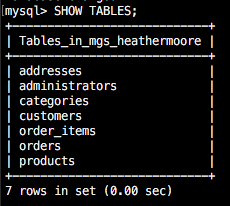 mysql> SHOW TABLES;
+------------------------+
| Tables_in_mgs_heathermoore |
+------------------------+
| addresses |
| administrators |
| categories |
| customers |
| order_items |
| orders |
| products |
+------------------------+
7 rows in set (0.00 sec)